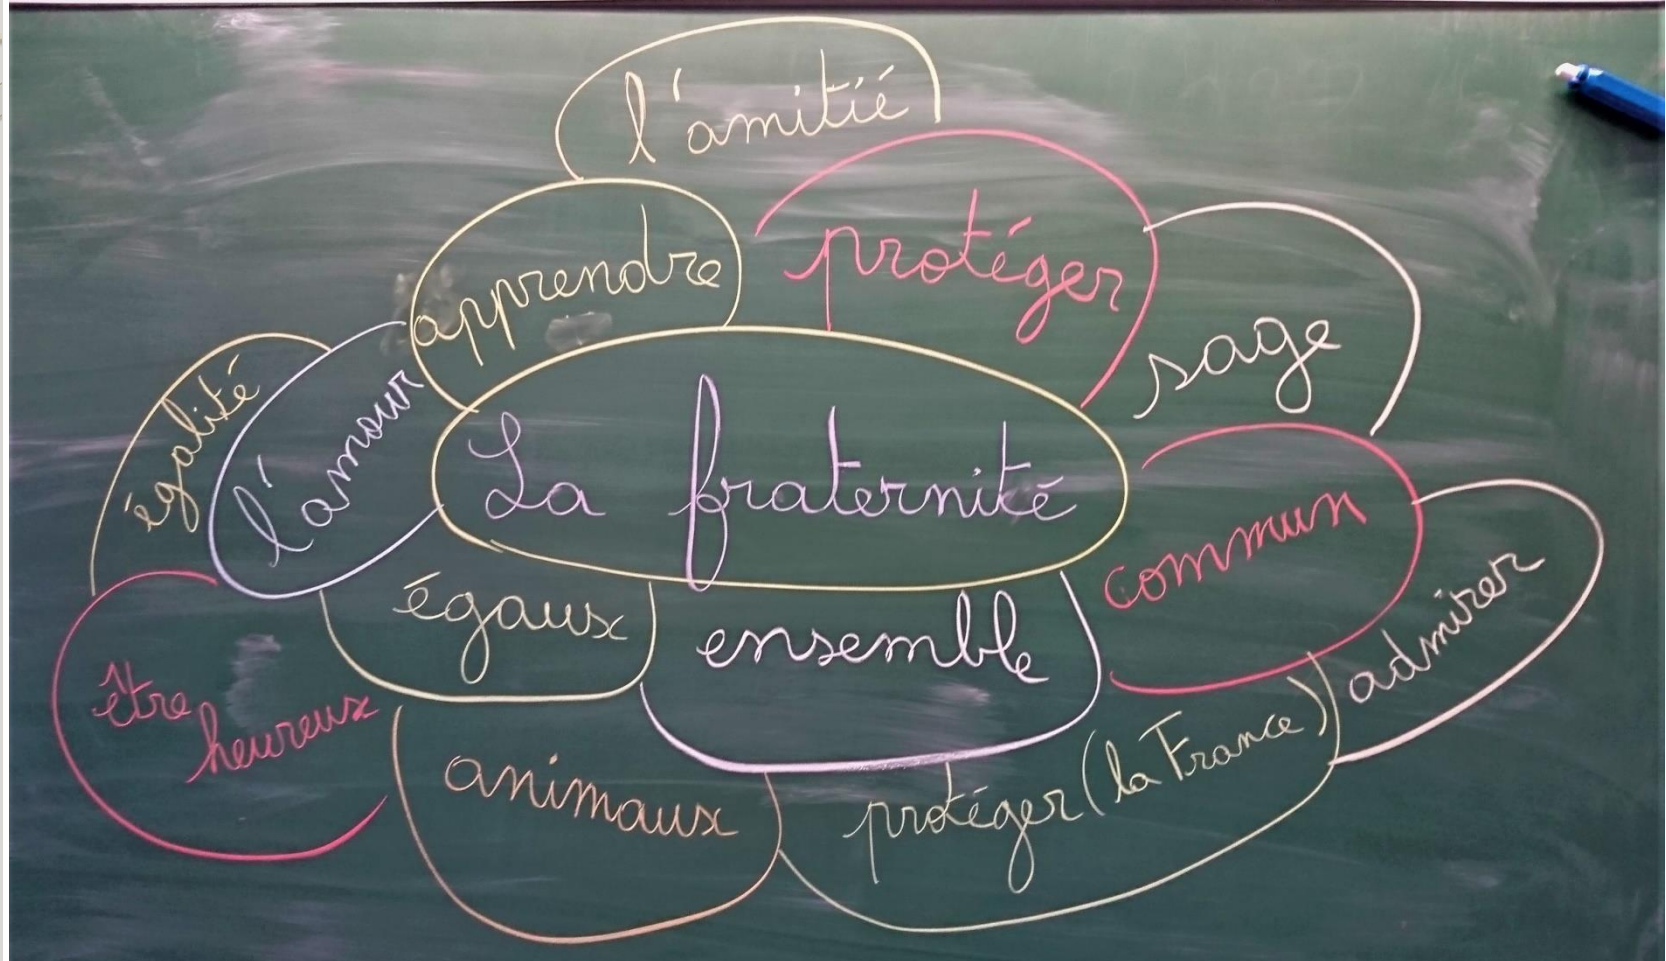 l'amitié
apprendre
protéger
sage
égalité
l'amour
La fraternité
commun
admirer
égaux
ensemble
être
heureux
animaux
protéger (la France)